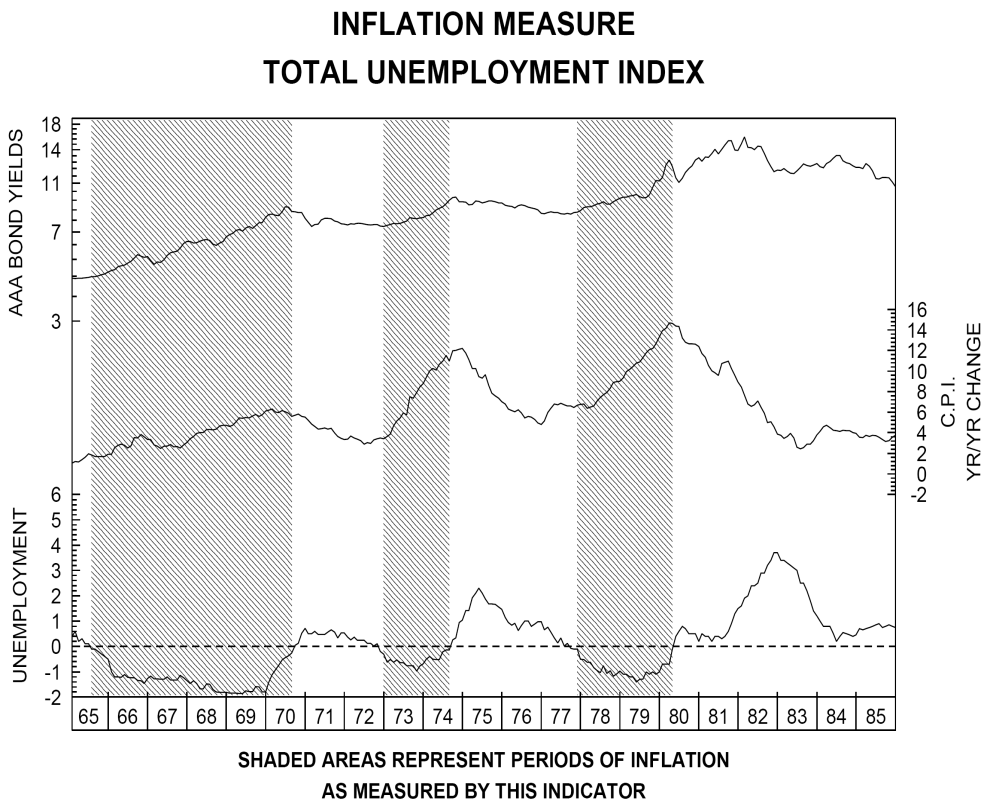 INFLATION MEASURE
TOTAL UNEMPLOYMENT INDEX
AAA BOND YIELDS
18
14
11
7
3
16
14
12
10
8
6
4
2
0
-2
C.P.I.
YR/YR CHANGE
UNEMPLOYMENT
6
5
4
3
2
1
0
-1
-2
65 66 67 68 69 70 71 72 73 74 75 76 77 78 79 80 81 82 83 84 85
SHADED AREAS REPRESENT PERIODS OF INFLATION
AS MEASURED BY THIS INDICATOR